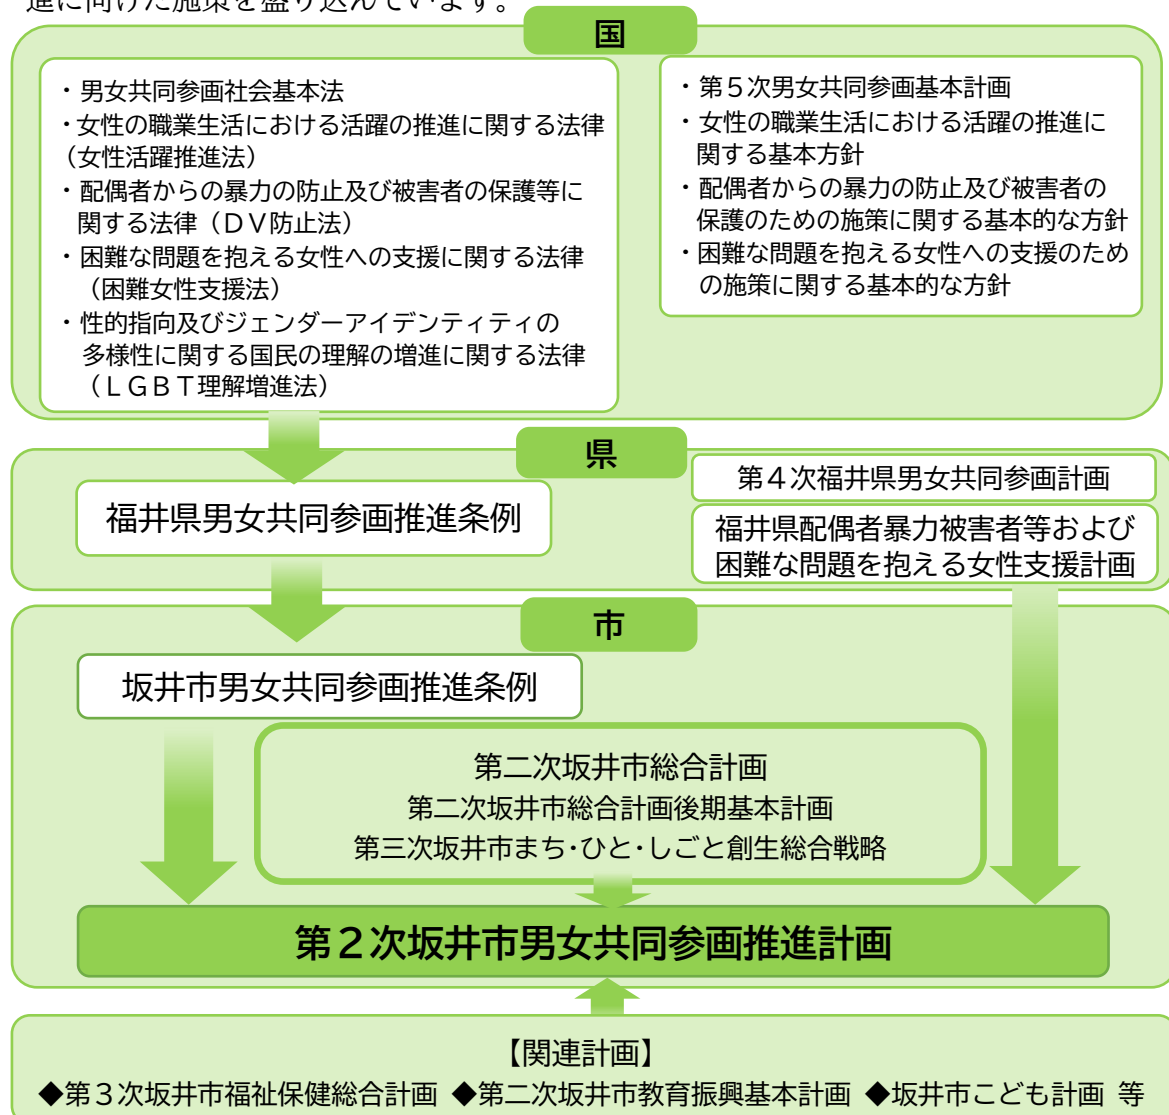 進に向けた施策を盛り込んでいます。
国
・男女共同参画社会基本法
・女性の職業生活における活躍の推進に関する法律
（女性活躍推進法）
・配偶者からの暴力の防止及び被害者の保護等に
関する法律（ＤＶ防止法）
・困難な問題を抱える女性への支援に関する法律
（困難女性支援法）
・性的指向及びジェンダーアイデンティティの
多様性に関する国民の理解の増進に関する法律
（ＬＧＢＴ理解増進法）
・第５次男女共同参画基本計画
・女性の職業生活における活躍の推進に
関する基本方針
・配偶者からの暴力の防止及び被害者の
保護のための施策に関する基本的な方針
・困難な問題を抱える女性への支援のため
の施策に関する基本的な方針
県
福井県男女共同参画推進条例
第４次福井県男女共同参画計画
福井県配偶者暴力被害者等および
困難な問題を抱える女性支援計画
市
坂井市男女共同参画推進条例
第二次坂井市総合計画
第二次坂井市総合計画後期基本計画
第三次坂井市まち･ひと･しごと創生総合戦略
第２次坂井市男女共同参画推進計画
【関連計画】
◆第３次坂井市福祉保健総合計画 ◆第二次坂井市教育振興基本計画 ◆坂井市こども計画 等